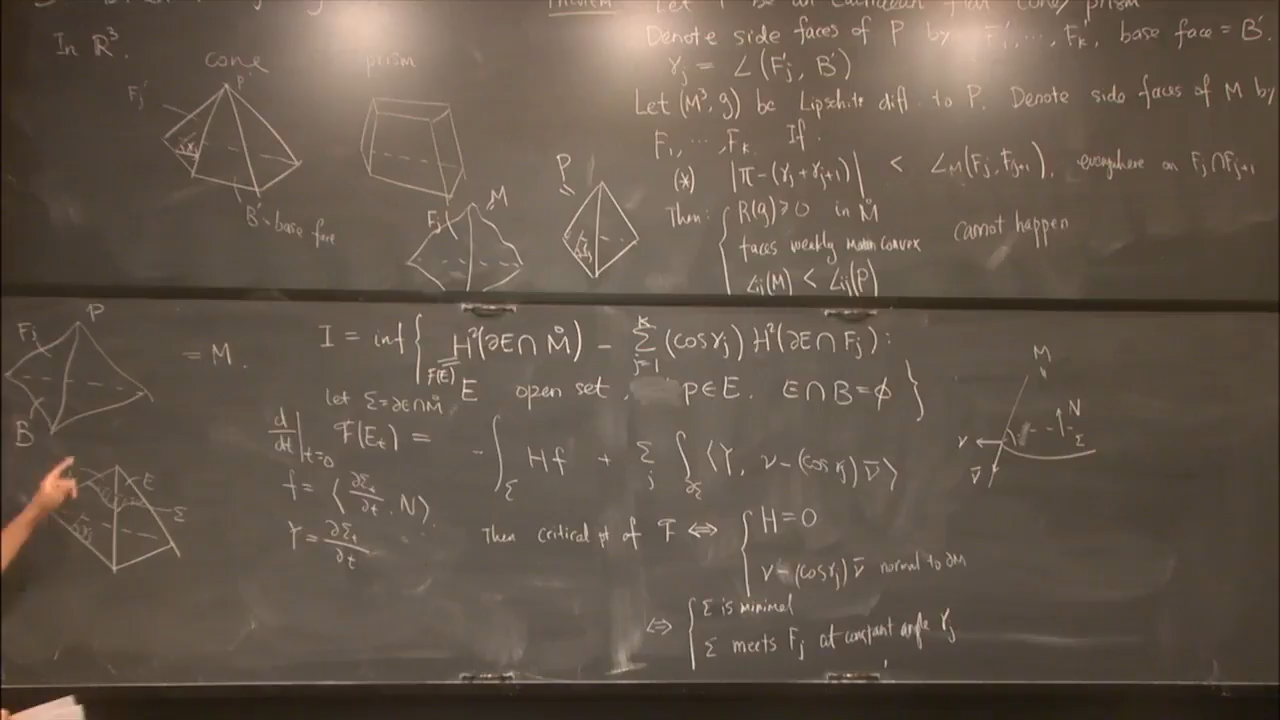 In R³.
cone
prism
P'
Fj'
γj
B' = base face
Theorem
Denote side faces of P by F₁', ⋯, Fₖ', base face = B'.
γj = ∠(Fj', B')
Let (M³, g) be Lipschitz diff. to P. Denote side faces of M by
F₁, ⋯, Fₖ. If
(*) |π - (γj + γj+1)| < ∠M(Fj, Fj+1), everywhere on Fj ∩ Fj+1
Then: { R(g) ≥ 0 in M̊
faces weakly mean convex
∠ij(M) < ∠ij(P)
cannot happen
Fj
M
P
γj
P
Fj
B
= M.
I = inf { H²(∂E ∩ M̊) - Σ j=1 k (cos γj) H²(∂E ∩ Fj) :
F(E)
E open set, p ∈ E, E ∩ B = ∅ }
let Σ = ∂E ∩ M̊
d/dt |t=0 F(Et) = - ∫Σ Hf + Σj ∫∂Σ ⟨Y, ν - (cos γj) ν̄⟩
f = ⟨∂Σt/∂t, N⟩.
Y = ∂Σt/∂t
Then critical pt of F ⇔ { H = 0
ν - (cos γj) ν̄ normal to ∂M
⇔ { Σ is minimal
Σ meets Fj at constant angle γj
E
Σ
γj
M
N
Σ
ν
ν̄